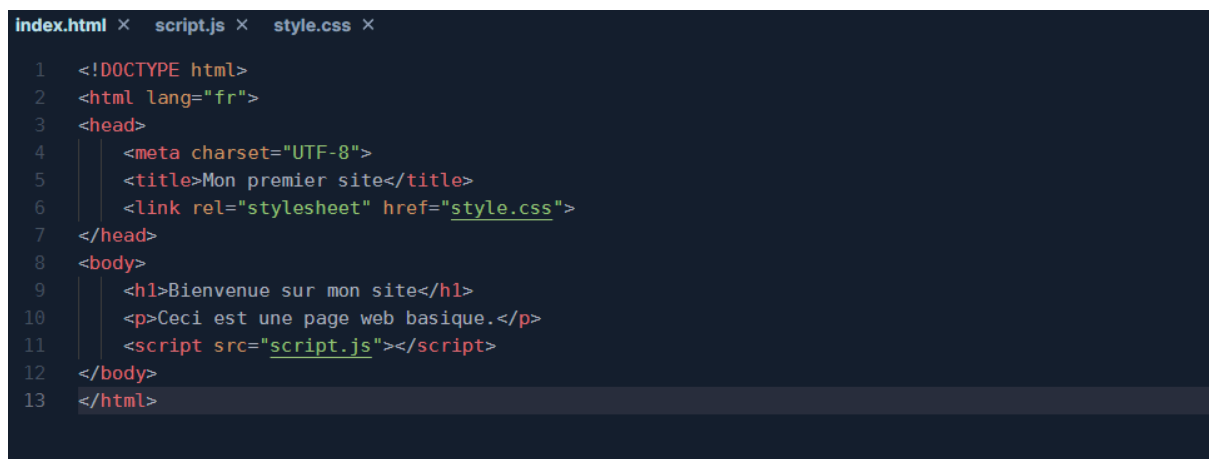 index.html × script.js × style.css ×
1 <!DOCTYPE html>
2 <html lang="fr">
3 <head>
4 <meta charset="UTF-8">
5 <title>Mon premier site</title>
6 <link rel="stylesheet" href="style.css">
7 </head>
8 <body>
9 <h1>Bienvenue sur mon site</h1>
10 <p>Ceci est une page web basique.</p>
11 <script src="script.js"></script>
12 </body>
13 </html>